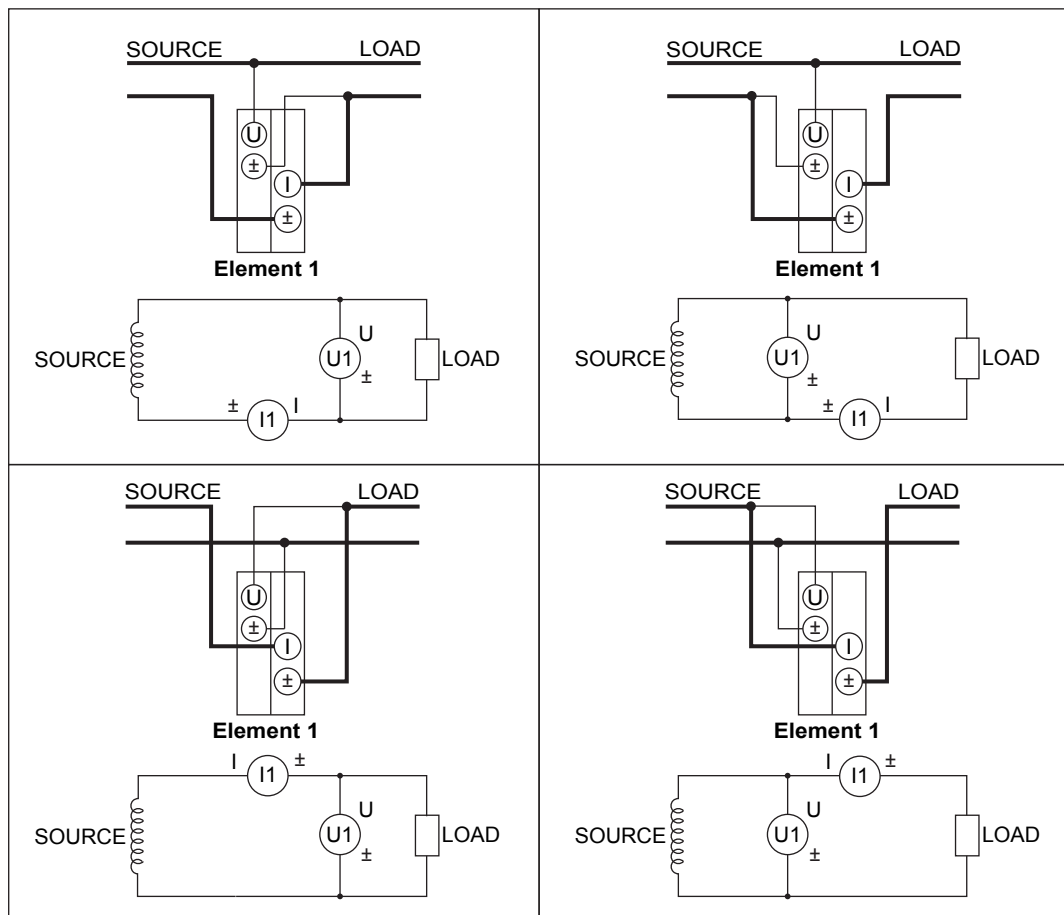 SOURCE LOAD
U
±
I
±
Element 1
U
SOURCE U1 LOAD
±
± I1 I
SOURCE LOAD
U
±
I
±
Element 1
U
SOURCE U1 LOAD
±
± I1 I
SOURCE LOAD
U
±
I
±
Element 1
I I1 ±
U
SOURCE U1 LOAD
±
SOURCE LOAD
U
±
I
±
Element 1
I I1 ±
U
SOURCE U1 LOAD
±